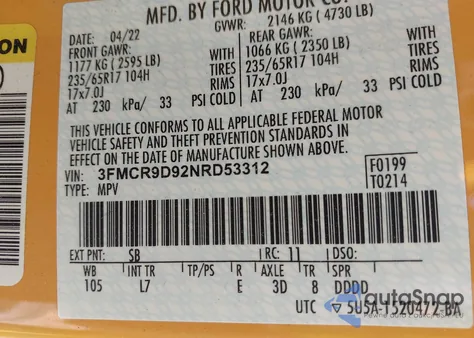 MFD. BY FORD MOTOR CO.
GVWR: 2146 KG ( 4730 LB)
DATE: 04/22
FRONT GAWR: REAR GAWR:
1177 KG ( 2595 LB) WITH 1066 KG ( 2350 LB) WITH
235/65R17 104H TIRES 235/65R17 104H TIRES
17x7.0J RIMS 17x7.0J RIMS
AT 230 kPa/ 33 PSI COLD AT 230 kPa/ 33 PSI COLD
THIS VEHICLE CONFORMS TO ALL APPLICABLE FEDERAL MOTOR
VEHICLE SAFETY AND THEFT PREVENTION STANDARDS IN
EFFECT ON THE DATE OF MANUFACTURE SHOWN ABOVE.
VIN: 3FMCR9D92NRD53312 F0199
TYPE: MPV T0214
EXT PNT: SB RC: 11 DSO:
WB INT TR TP/PS R AXLE TR SPR
105 L7 E 3D 8 DDDD
UTC 5U5A-1520472-BA
autoSnap
ON